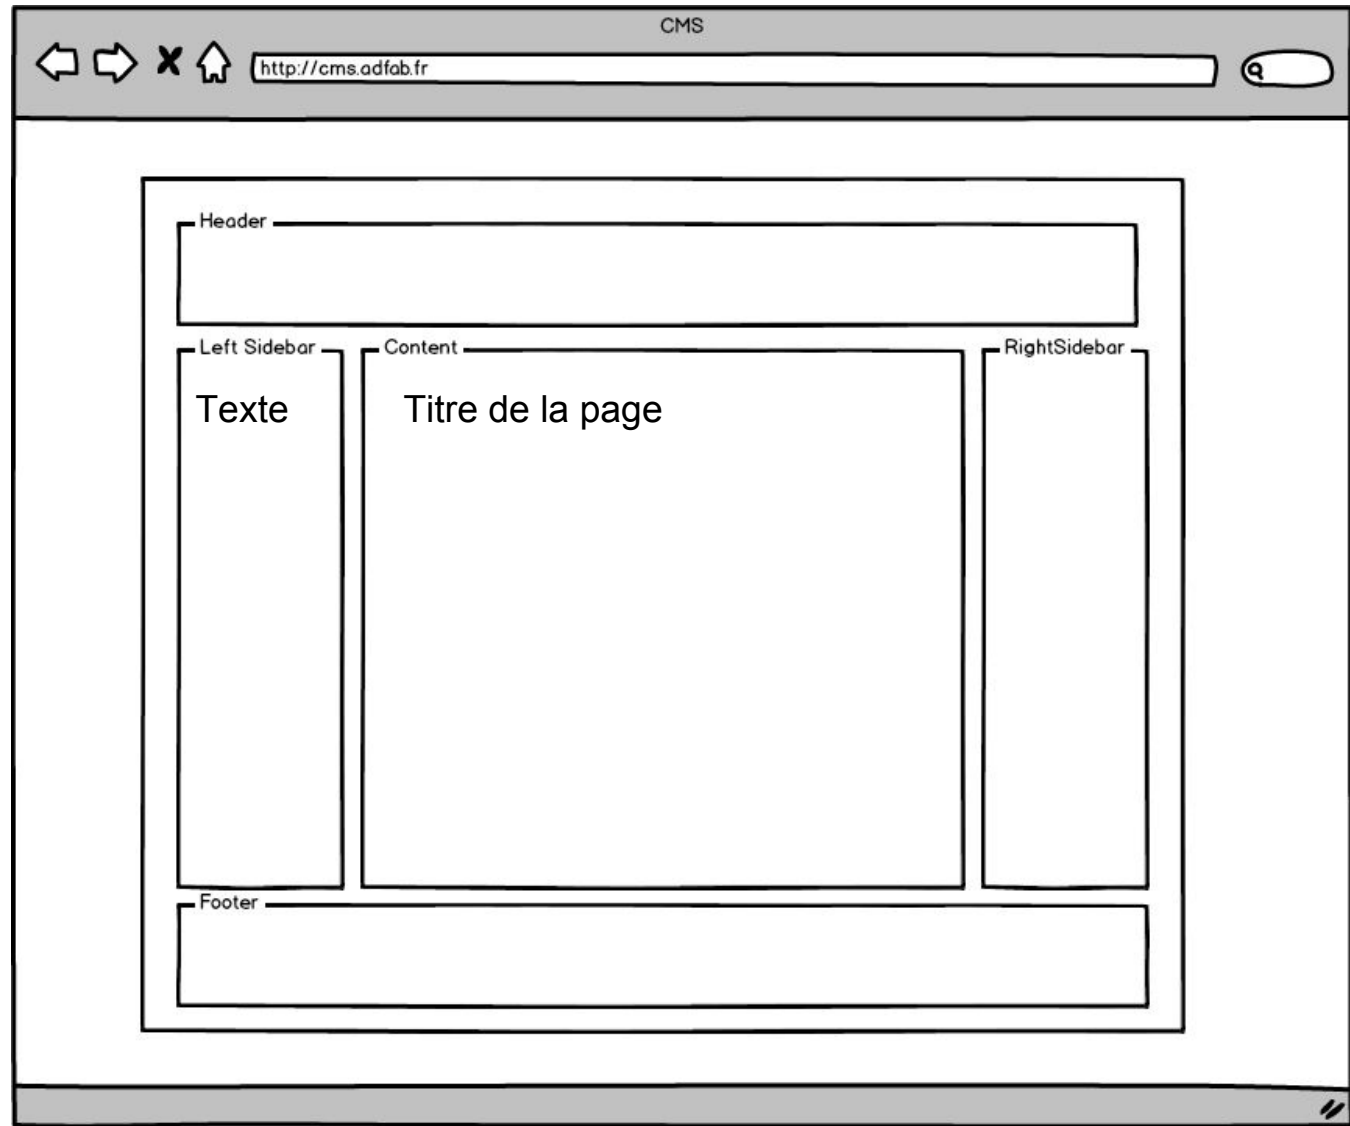 CMS
http://cms.adfab.fr
Header
Left Sidebar
Content
RightSidebar
Texte
Titre de la page
Footer